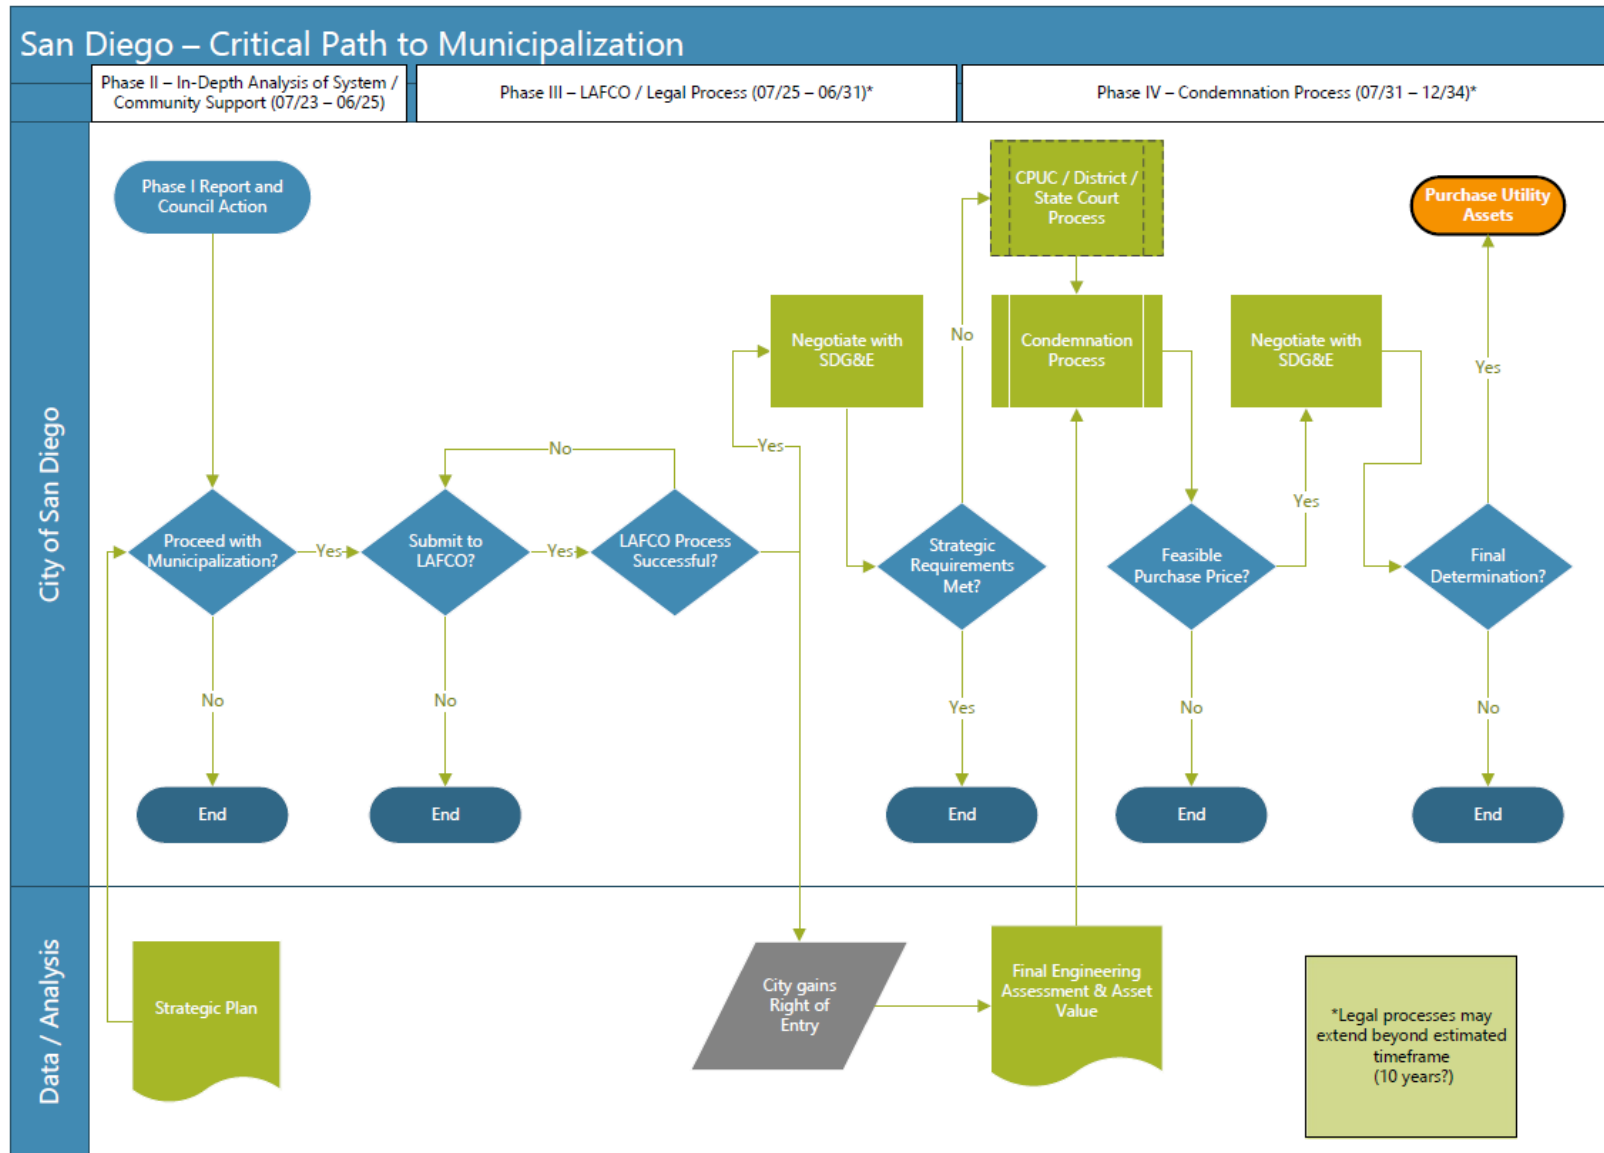 San Diego – Critical Path to Municipalization
Phase II – In-Depth Analysis of System /
Community Support (07/23 – 06/25)
Phase III – LAFCO / Legal Process (07/25 – 06/31)*
Phase IV – Condemnation Process (07/31 – 12/34)*
City of San Diego
Phase I Report and
Council Action
CPUC / District /
State Court
Process
Purchase Utility
Assets
Negotiate with
SDG&E
No
Condemnation
Process
Negotiate with
SDG&E
Yes
No
Yes
Proceed with
Municipalization?
Yes
Submit to
LAFCO?
Yes
LAFCO Process
Successful?
Strategic
Requirements
Met?
Feasible
Purchase Price?
Yes
Final
Determination?
No
No
Yes
No
No
End
End
End
End
End
Data / Analysis
Strategic Plan
City gains
Right of
Entry
Final Engineering
Assessment & Asset
Value
*Legal processes may
extend beyond estimated
timeframe
(10 years?)